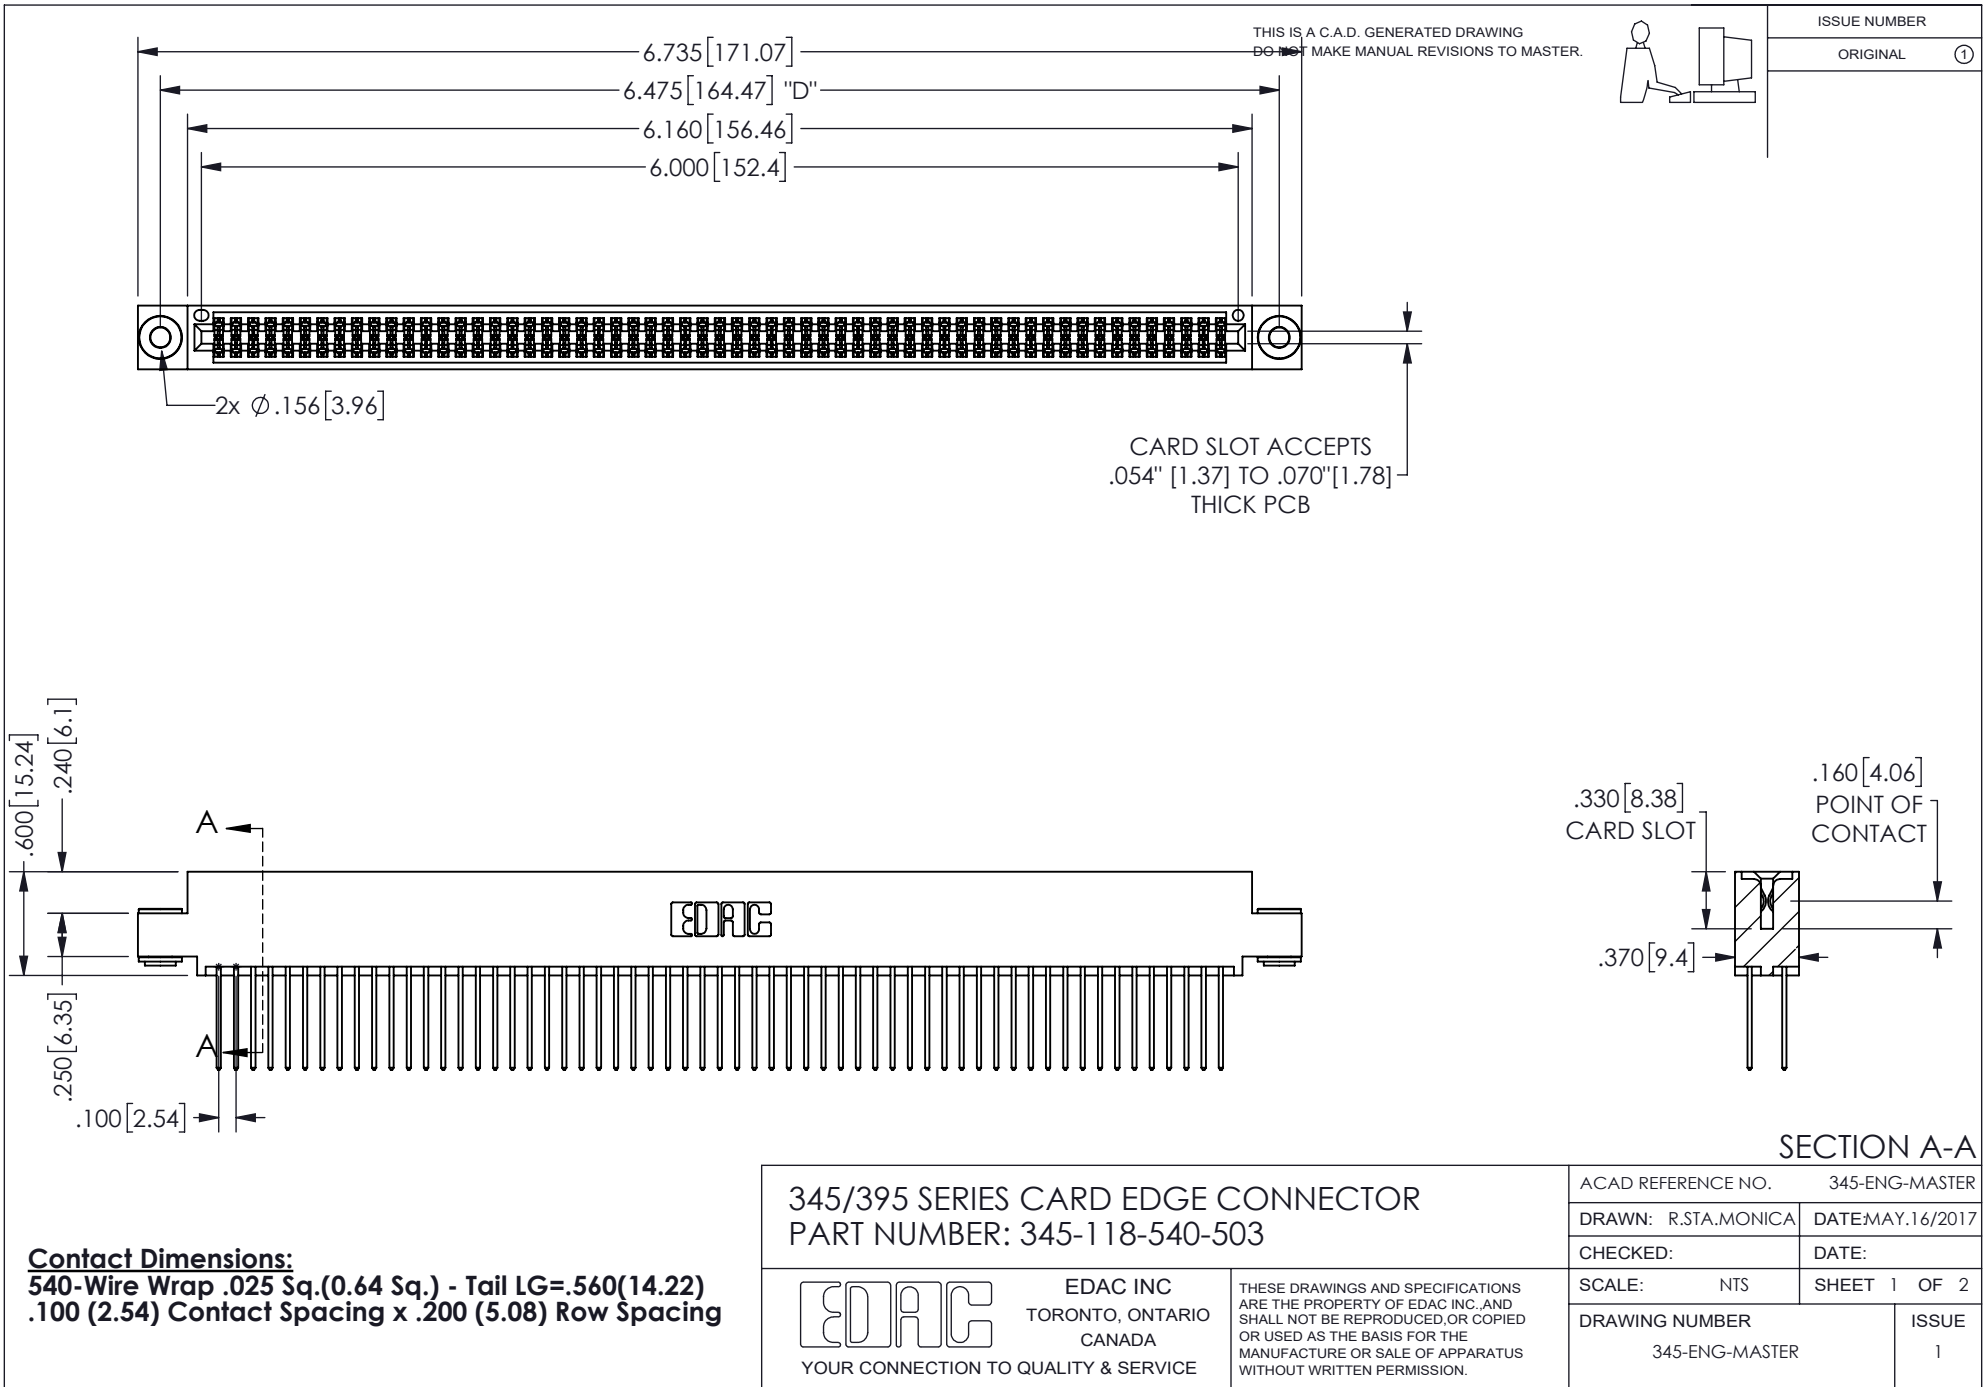 THIS IS A C.A.D. GENERATED DRAWING
DO NOT MAKE MANUAL REVISIONS TO MASTER.
ISSUE NUMBER
ORIGINAL 1
6.735[171.07]
6.475[164.47] "D"
6.160[156.46]
6.000[152.4]
2x Ø.156[3.96]
CARD SLOT ACCEPTS
.054" [1.37] TO .070"[1.78]
THICK PCB
.600[15.24]
.240[6.1]
.250[6.35]
.100[2.54]
A
A
EDAC
.330[8.38]
CARD SLOT
.160[4.06]
POINT OF
CONTACT
.370[9.4]
SECTION A-A
Contact Dimensions:
540-Wire Wrap .025 Sq.(0.64 Sq.) - Tail LG=.560(14.22)
.100 (2.54) Contact Spacing x .200 (5.08) Row Spacing
345/395 SERIES CARD EDGE CONNECTOR
PART NUMBER: 345-118-540-503
EDAC
EDAC INC
TORONTO, ONTARIO
CANADA
YOUR CONNECTION TO QUALITY & SERVICE
THESE DRAWINGS AND SPECIFICATIONS
ARE THE PROPERTY OF EDAC INC.,AND
SHALL NOT BE REPRODUCED,OR COPIED
OR USED AS THE BASIS FOR THE
MANUFACTURE OR SALE OF APPARATUS
WITHOUT WRITTEN PERMISSION.
ACAD REFERENCE NO. 345-ENG-MASTER
DRAWN: R.STA.MONICA DATE:MAY.16/2017
CHECKED: DATE:
SCALE: NTS SHEET 1 OF 2
DRAWING NUMBER ISSUE
345-ENG-MASTER 1